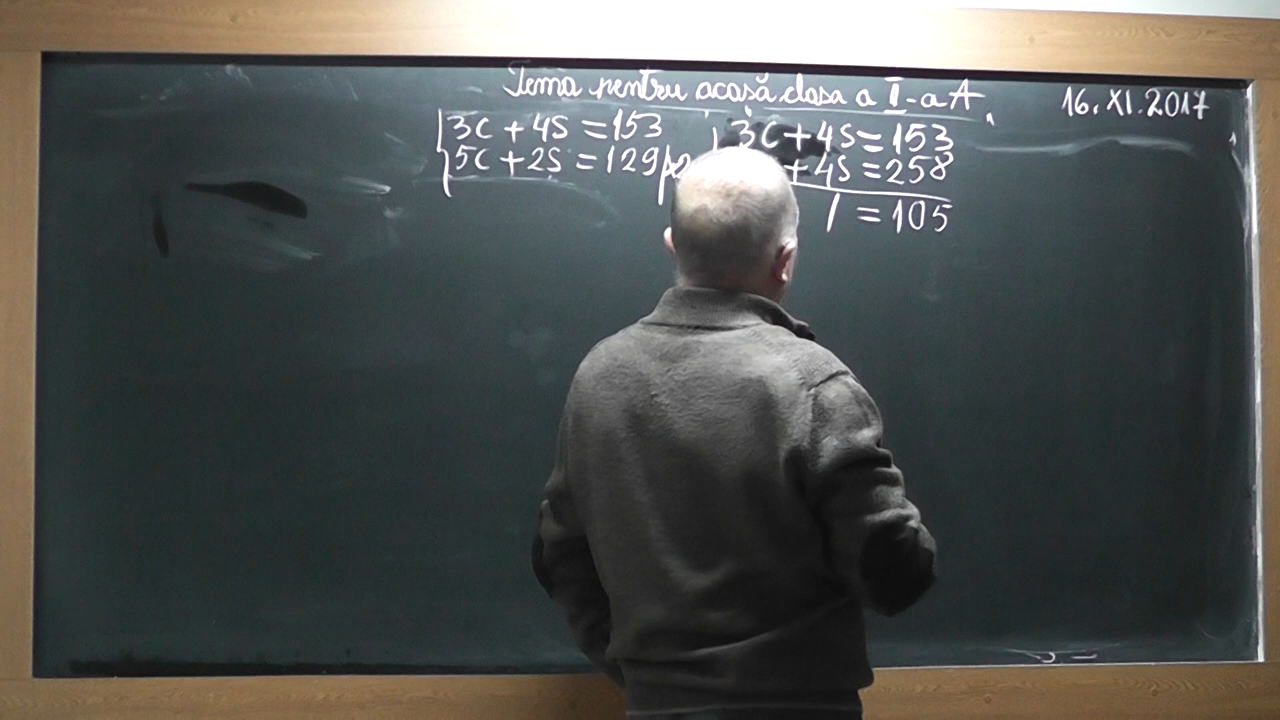 Tema pentru acasă clasa a I-a A
16.XI.2017
3C + 4S = 153
5C + 2S = 129 |·2
3C + 4S = 153
+ 4S = 258
/ = 105